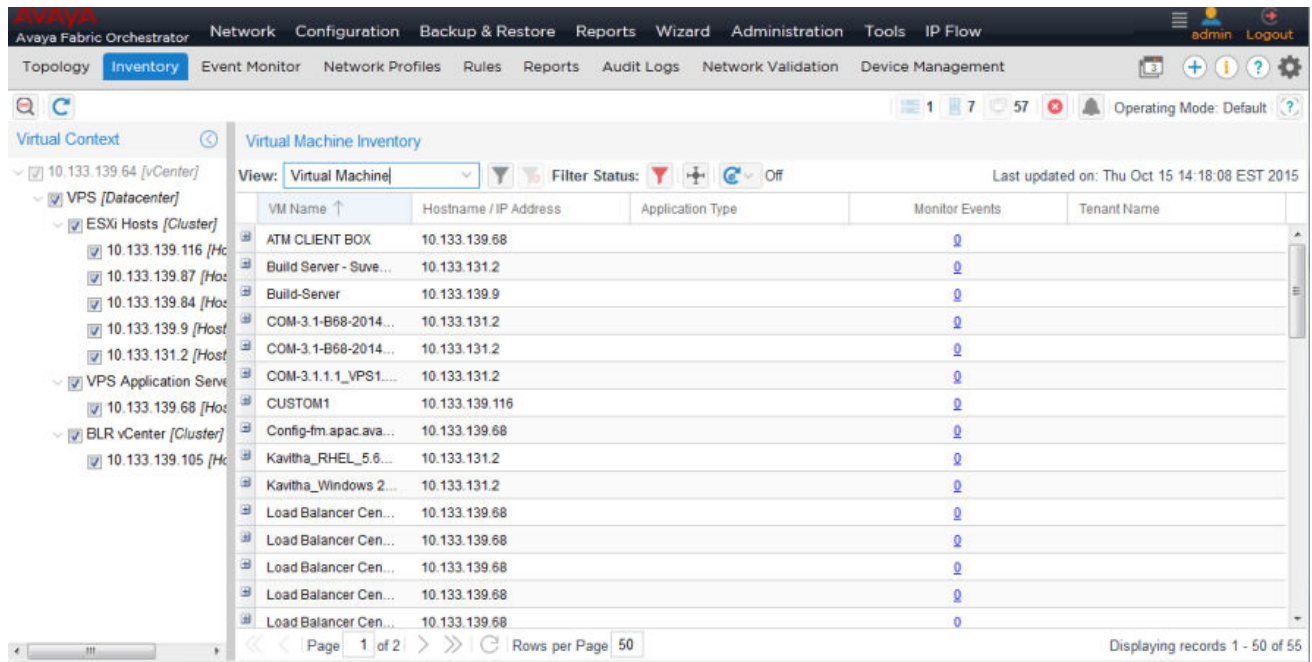 AVAYA
Avaya Fabric Orchestrator Network Configuration Backup & Restore Reports Wizard Administration Tools IP Flow admin Logout
Topology Inventory Event Monitor Network Profiles Rules Reports Audit Logs Network Validation Device Management 3
1 7 57 Operating Mode: Default
Virtual Context Virtual Machine Inventory
10.133.139.64 [vCenter]
VPS [Datacenter]
ESXi Hosts [Cluster]
10.133.139.116 [Hc
10.133.139.87 [Hos
10.133.139.84 [Hos
10.133.139.9 [Host
10.133.131.2 [Host
VPS Application Serve
10.133.139.68 [Hos
BLR vCenter [Cluster]
10.133.139.105 [Hc
View: Virtual Machine Filter Status: Off Last updated on: Thu Oct 15 14:18:08 EST 2015
VM Name ↑ Hostname / IP Address Application Type Monitor Events Tenant Name
ATM CLIENT BOX 10.133.139.68 0
Build Server - Suve... 10.133.131.2 0
Build-Server 10.133.139.9 0
COM-3.1-B68-2014... 10.133.131.2 0
COM-3.1-B68-2014... 10.133.131.2 0
COM-3.1.1.1_VPS1.... 10.133.131.2 0
CUSTOM1 10.133.139.116 0
Config-fm.apac.ava... 10.133.139.68 0
Kavitha_RHEL_5.6... 10.133.131.2 0
Kavitha_Windows 2... 10.133.131.2 0
Load Balancer Cen... 10.133.139.68 0
Load Balancer Cen... 10.133.139.68 0
Load Balancer Cen... 10.133.139.68 0
Load Balancer Cen... 10.133.139.68 0
Load Balancer Cen... 10.133.139.68 0
Page 1 of 2 Rows per Page 50 Displaying records 1 - 50 of 55